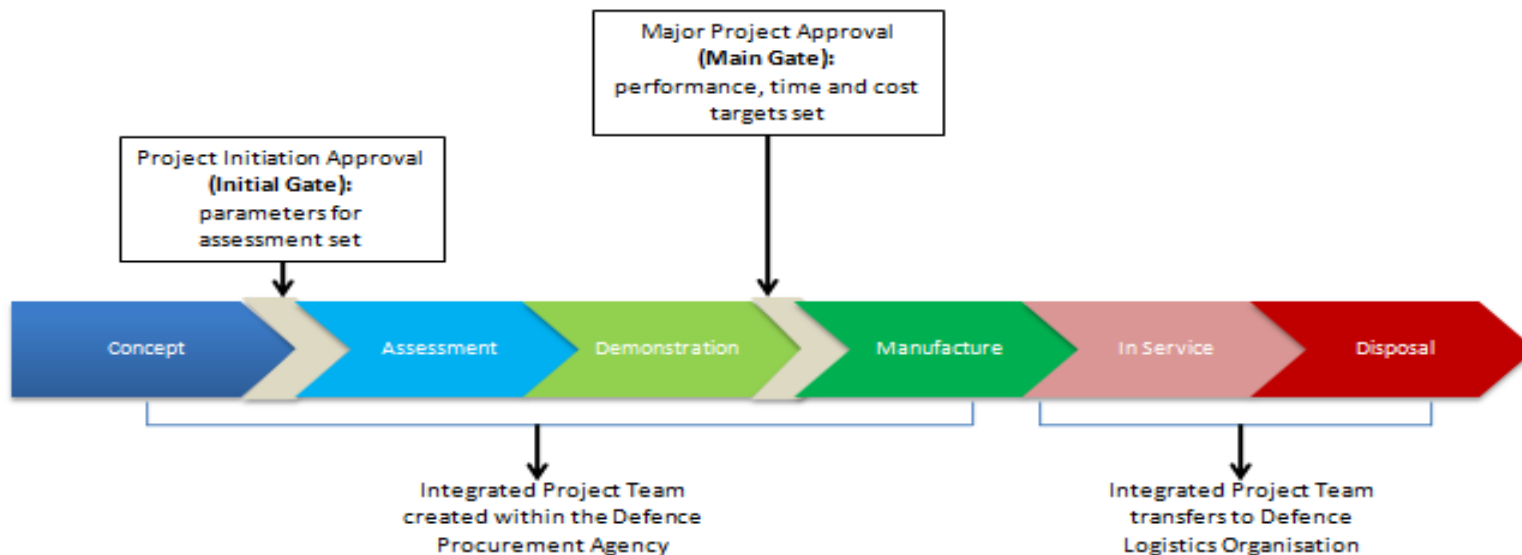 Major Project Approval
(Main Gate):
performance, time and cost
targets set
Project Initiation Approval
(Initial Gate):
parameters for
assessment set
Concept
Assessment
Demonstration
Manufacture
In Service
Disposal
Integrated Project Team
created within the Defence
Procurement Agency
Integrated Project Team
transfers to Defence
Logistics Organisation